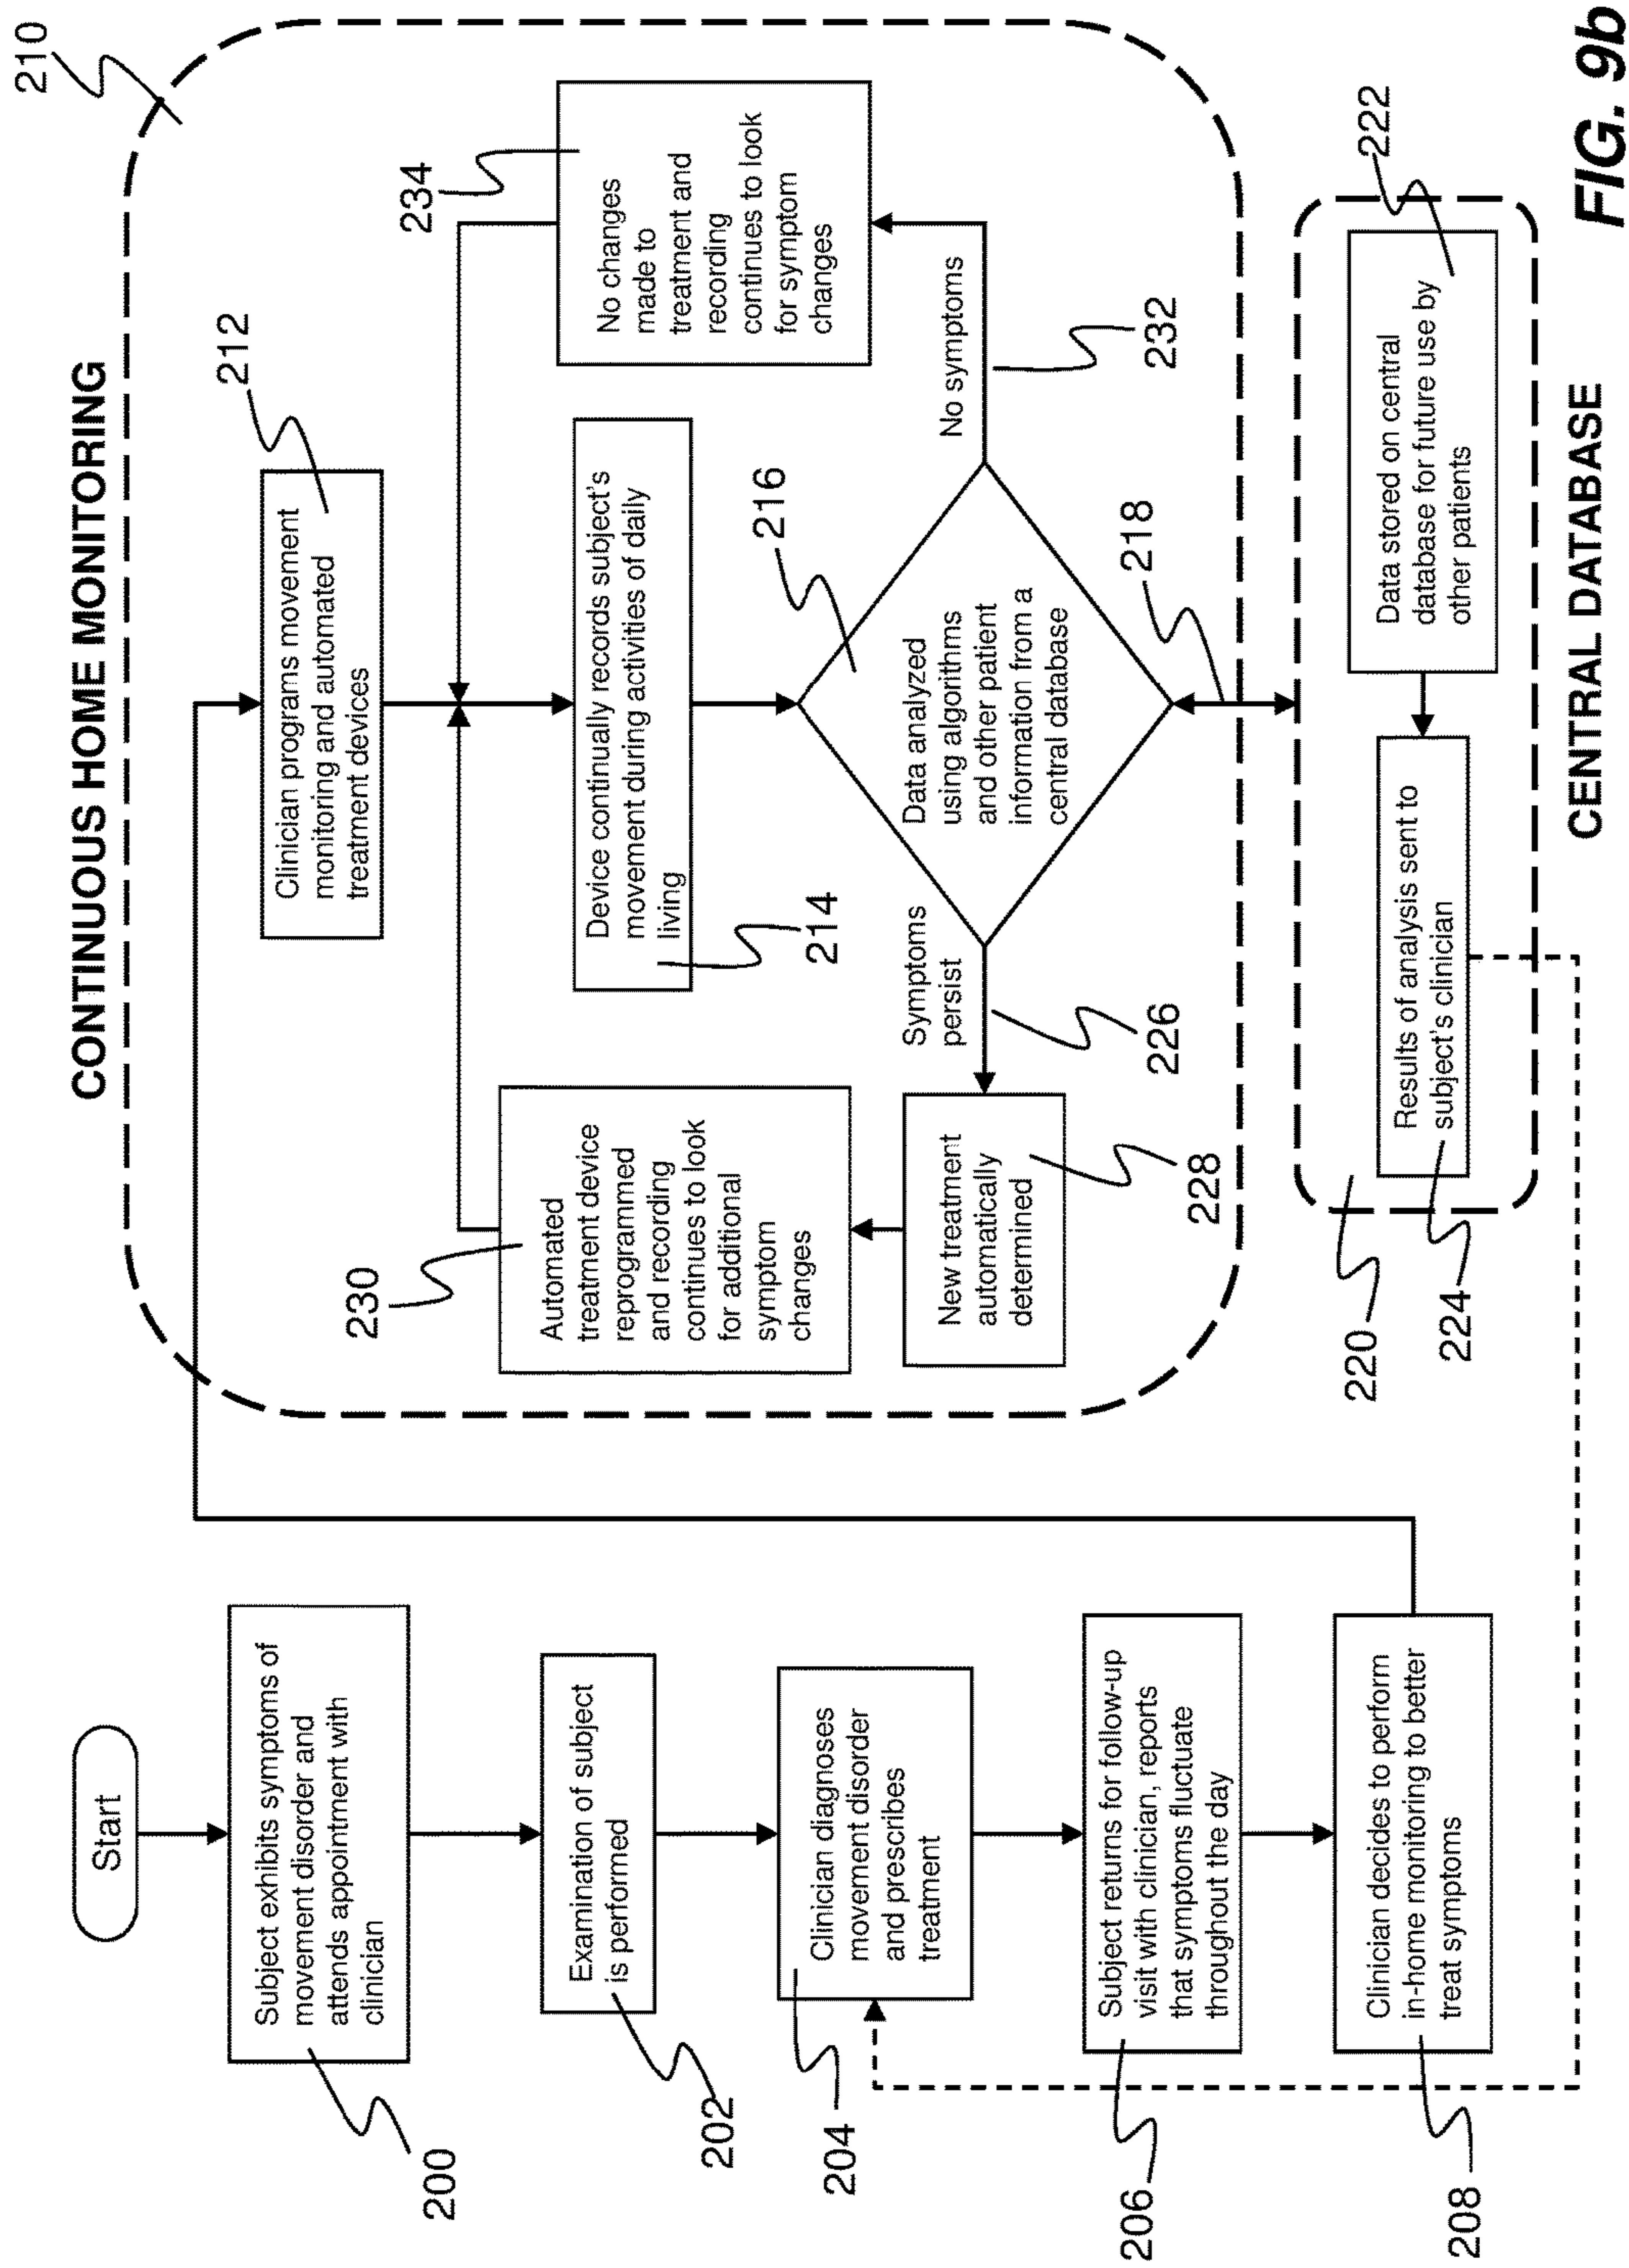 Start
Subject exhibits symptoms of
movement disorder and
attends appointment with
clinician
200
Examination of subject
is performed
202
Clinician diagnoses
movement disorder
and prescribes
treatment
204
Subject returns for follow-up
visit with clinician, reports
that symptoms fluctuate
throughout the day
206
Clinician decides to perform
in-home monitoring to better
treat symptoms
208
CONTINUOUS HOME MONITORING
210
Clinician programs movement
monitoring and automated
treatment devices
212
Device continually records subject's
movement during activities of daily
living
214
Data analyzed
using algorithms
and other patient
information from a
central database
216
218
Symptoms
persist
226
New treatment
automatically
determined
228
Automated
treatment device
reprogrammed
and recording
continues to look
for additional
symptom
changes
230
No symptoms
232
No changes
made to
treatment and
recording
continues to look
for symptom
changes
234
220
Results of analysis sent to
subject's clinician
224
Data stored on central
database for future use by
other patients
222
CENTRAL DATABASE
FIG. 9b